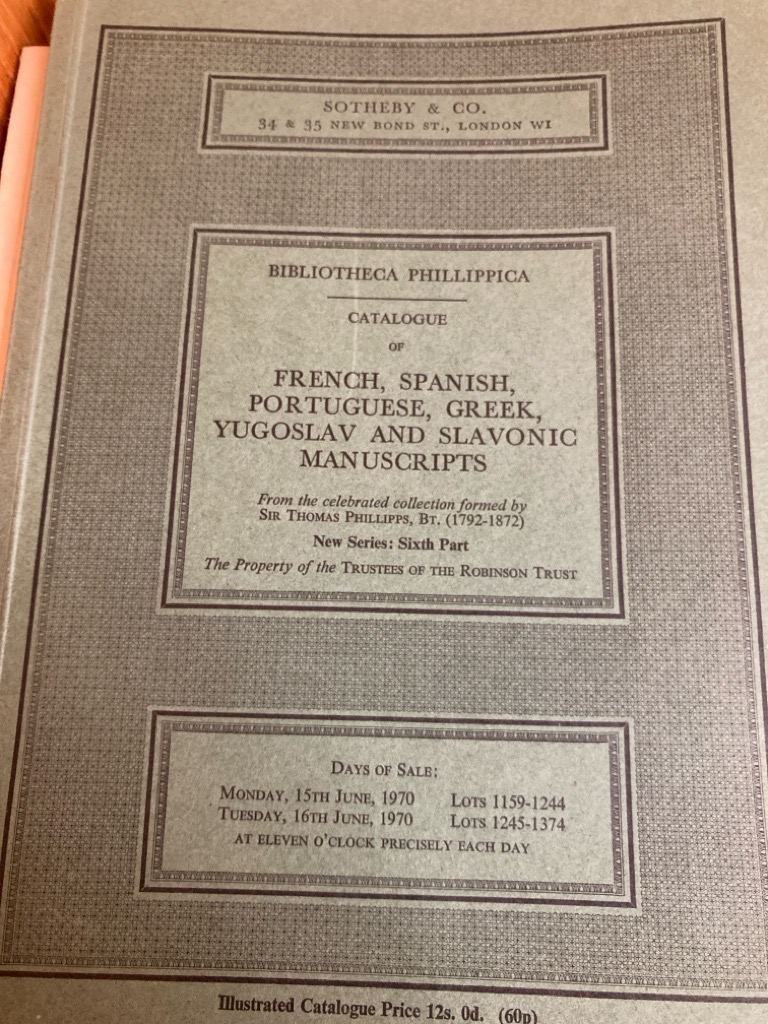 SOTHEBY & CO.
34 & 35 NEW BOND ST., LONDON W1
BIBLIOTHECA PHILLIPPICA
CATALOGUE
OF
FRENCH, SPANISH,
PORTUGUESE, GREEK,
YUGOSLAV AND SLAVONIC
MANUSCRIPTS
From the celebrated collection formed by
SIR THOMAS PHILLIPPS, BT. (1792-1872)
New Series: Sixth Part
The Property of the TRUSTEES OF THE ROBINSON TRUST
DAYS OF SALE:
MONDAY, 15TH JUNE, 1970 LOTS 1159-1244
TUESDAY, 16TH JUNE, 1970 LOTS 1245-1374
AT ELEVEN O'CLOCK PRECISELY EACH DAY
Illustrated Catalogue Price 12s. 0d. (60p)